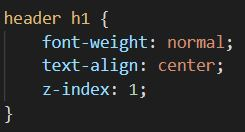 header h1 {
    font-weight: normal;
    text-align: center;
    z-index: 1;
}